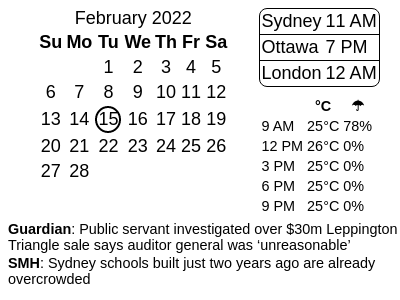 February 2022
Su Mo Tu We Th Fr Sa
1 2 3 4 5
6 7 8 9 10 11 12
13 14 15 16 17 18 19
20 21 22 23 24 25 26
27 28
Sydney 11 AM
Ottawa 7 PM
London 12 AM
°C ☂
9 AM 25°C 78%
12 PM 26°C 0%
3 PM 25°C 0%
6 PM 25°C 0%
9 PM 25°C 0%
Guardian: Public servant investigated over $30m Leppington
Triangle sale says auditor general was ‘unreasonable’
SMH: Sydney schools built just two years ago are already
overcrowded